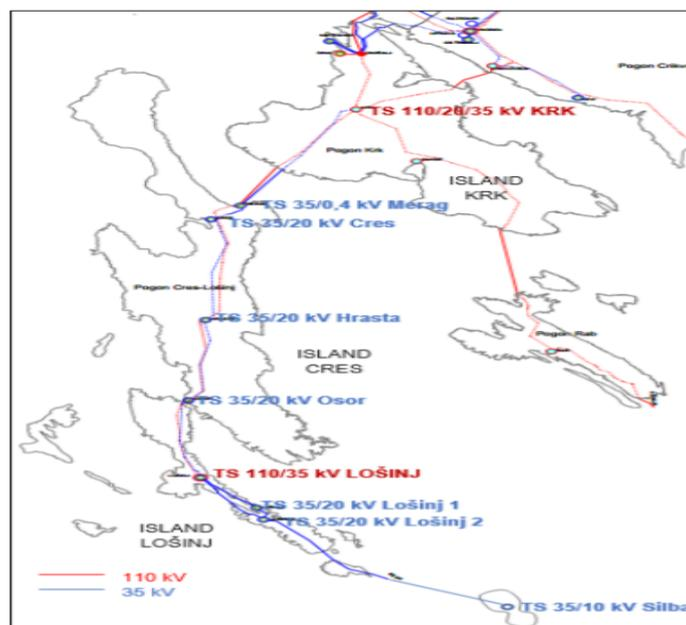 Pogon Crikv
TS 110/20/35 kV KRK
Pogon Krk
ISLAND
KRK
TS 35/0,4 kV Merag
TS 35/20 kV Cres
Pogon Cres-Lošinj
TS 35/20 kV Hrasta
Pogon Rab
ISLAND
CRES
TS 35/20 kV Osor
TS 110/35 kV LOŠINJ
TS 35/20 kV Lošinj 1
TS 35/20 kV Lošinj 2
ISLAND
LOŠINJ
110 kV
35 kV
TS 35/10 kV Silba